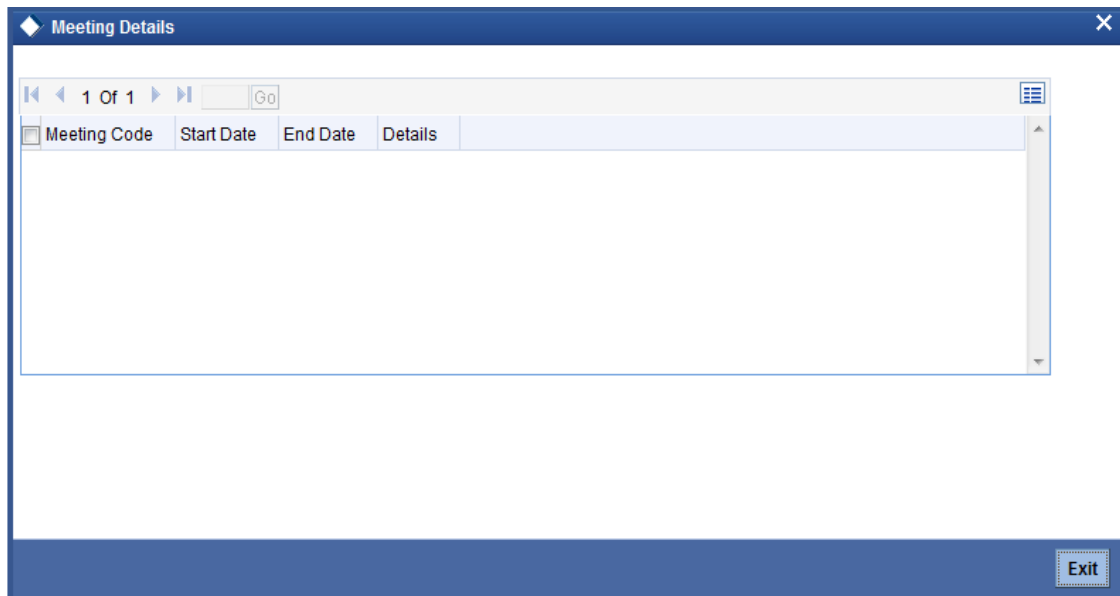 Meeting Details
1 Of 1 Go
Meeting Code Start Date End Date Details
Exit